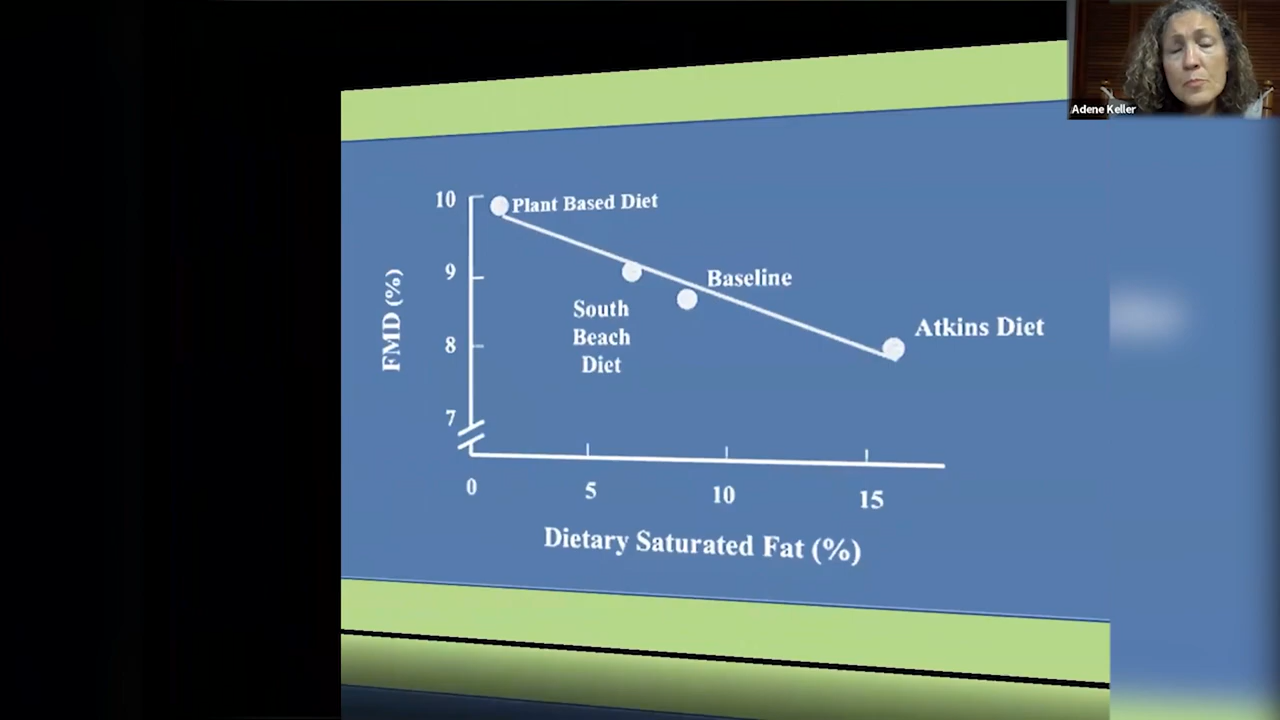 Adene Keller
10
Plant Based Diet
9
Baseline
South
Beach
Diet
Atkins Diet
8
FMD (%)
7
0
5
10
15
Dietary Saturated Fat (%)